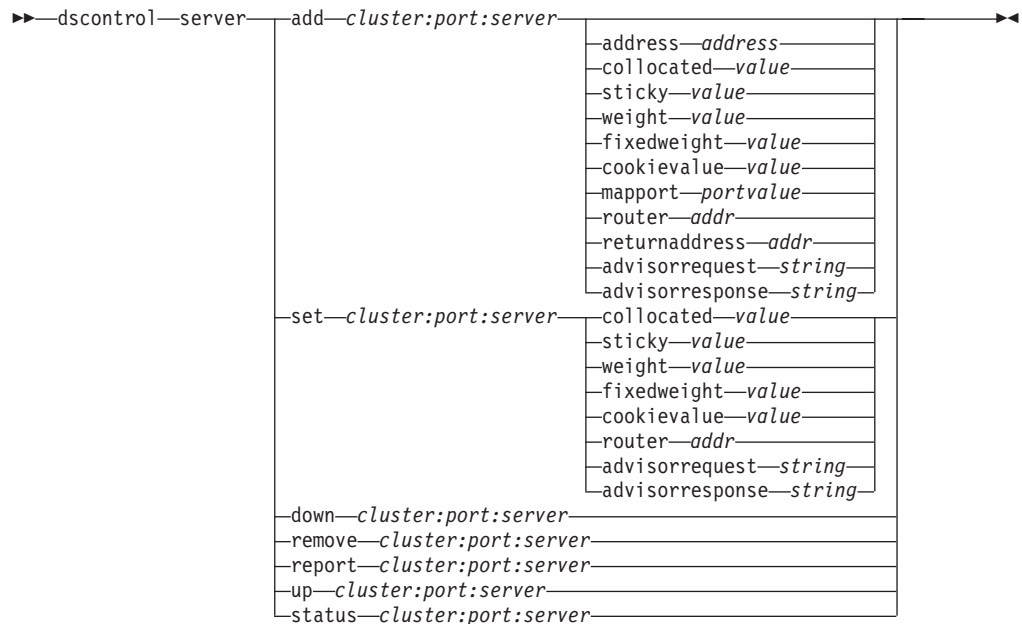 dscontrol server add cluster:port:server
address address
collocated value
sticky value
weight value
fixedweight value
cookievalue value
mapport portvalue
router addr
returnaddress addr
advisorrequest string
advisorresponse string
set cluster:port:server collocated value
sticky value
weight value
fixedweight value
cookievalue value
router addr
advisorrequest string
advisorresponse string
down cluster:port:server
remove cluster:port:server
report cluster:port:server
up cluster:port:server
status cluster:port:server